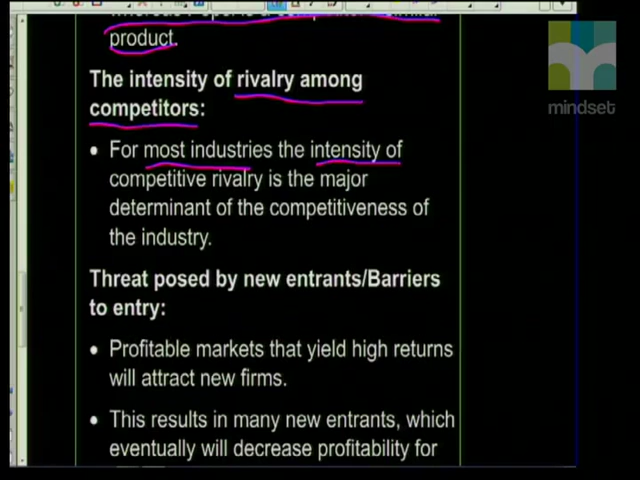 product.
The intensity of rivalry among
competitors:
• For most industries the intensity of
competitive rivalry is the major
determinant of the competitiveness of
the industry.
Threat posed by new entrants/Barriers
to entry:
• Profitable markets that yield high returns
will attract new firms.
• This results in many new entrants, which
eventually will decrease profitability for
mindset